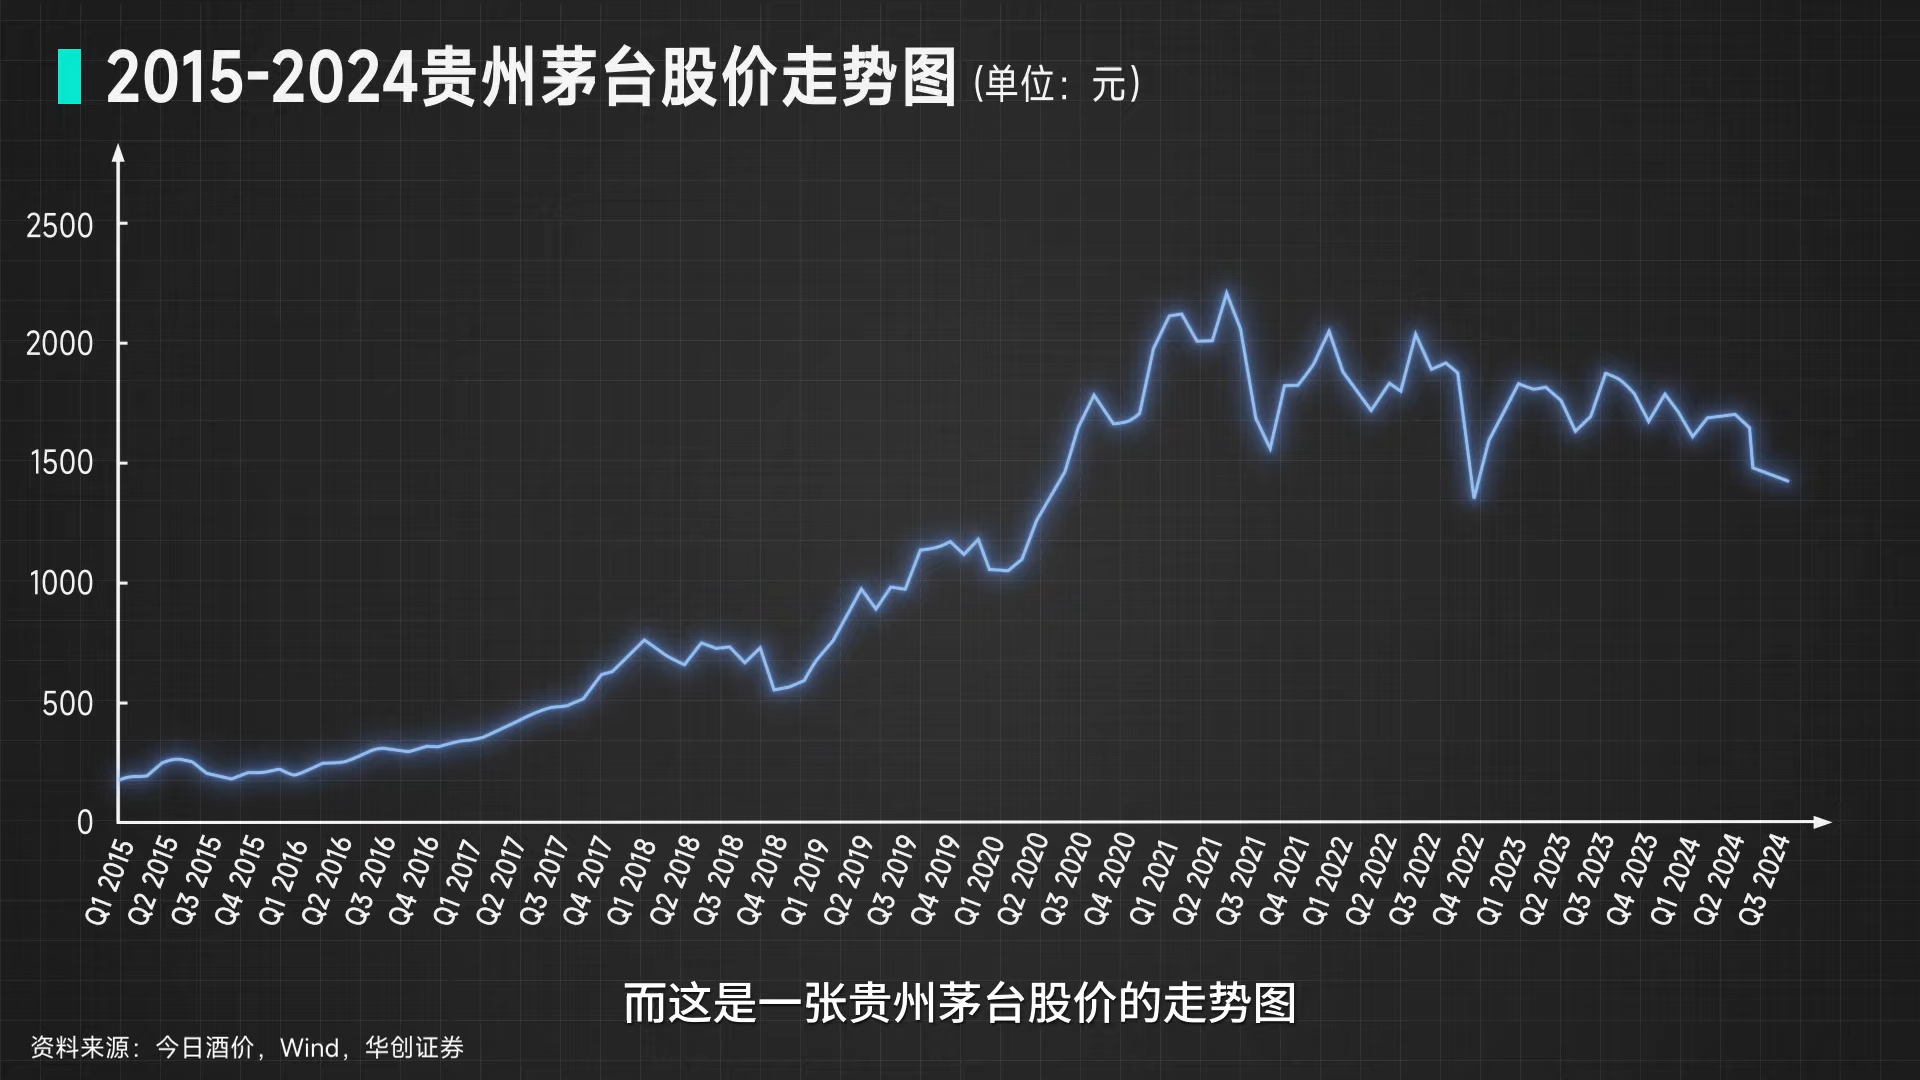 2015-2024贵州茅台股价走势图 (单位：元)
2500
2000
1500
1000
500
0
Q1 2015
Q2 2015
Q3 2015
Q4 2015
Q1 2016
Q2 2016
Q3 2016
Q4 2016
Q1 2017
Q2 2017
Q3 2017
Q4 2017
Q1 2018
Q2 2018
Q3 2018
Q4 2018
Q1 2019
Q2 2019
Q3 2019
Q4 2019
Q1 2020
Q2 2020
Q3 2020
Q4 2020
Q1 2021
Q2 2021
Q3 2021
Q4 2021
Q1 2022
Q2 2022
Q3 2022
Q4 2022
Q1 2023
Q2 2023
Q3 2023
Q4 2023
Q1 2024
Q2 2024
Q3 2024
而这是一张贵州茅台股价的走势图
资料来源：今日酒价，Wind，华创证券